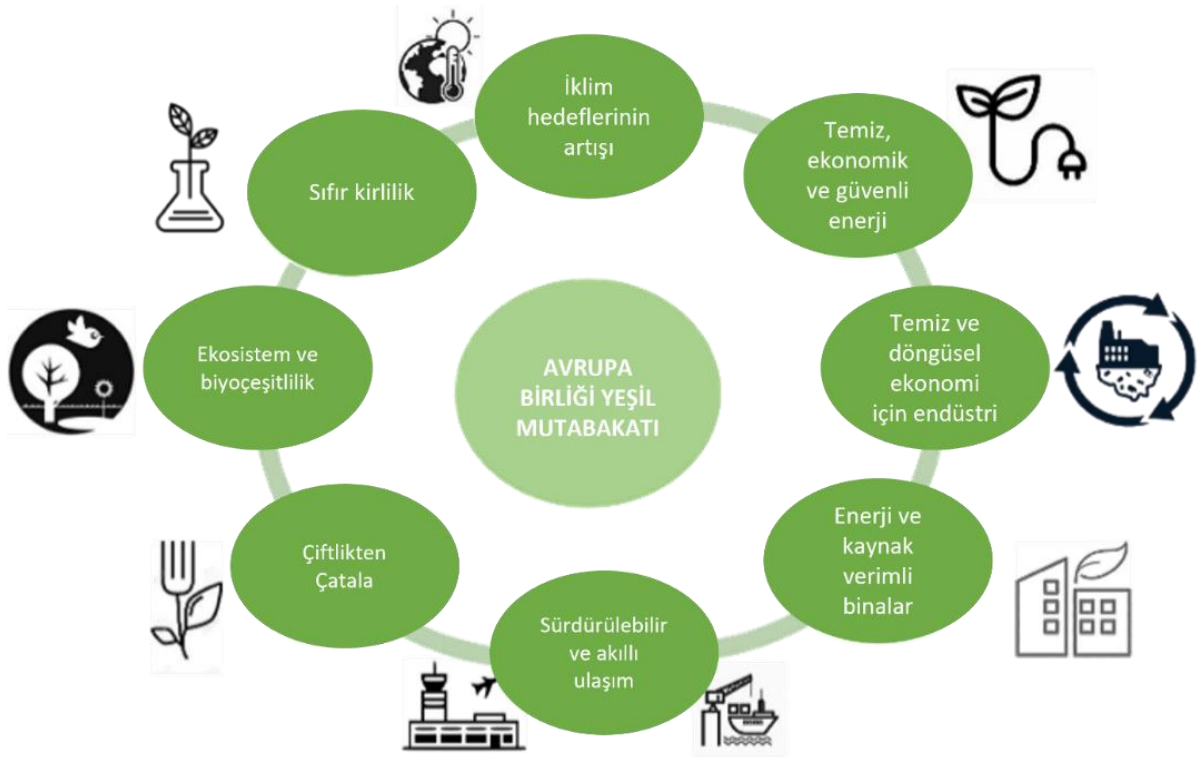 İklim
hedeflerinin
artışı
Temiz,
ekonomik
ve güvenli
enerji
Temiz ve
döngüsel
ekonomi
için endüstri
Enerji ve
kaynak
verimli
binalar
Sürdürülebilir
ve akıllı
ulaşım
Çiftlikten
Çatala
Ekosistem ve
biyoçeşitlilik
Sıfır kirlilik
AVRUPA
BİRLİĞİ YEŞİL
MUTABAKATI